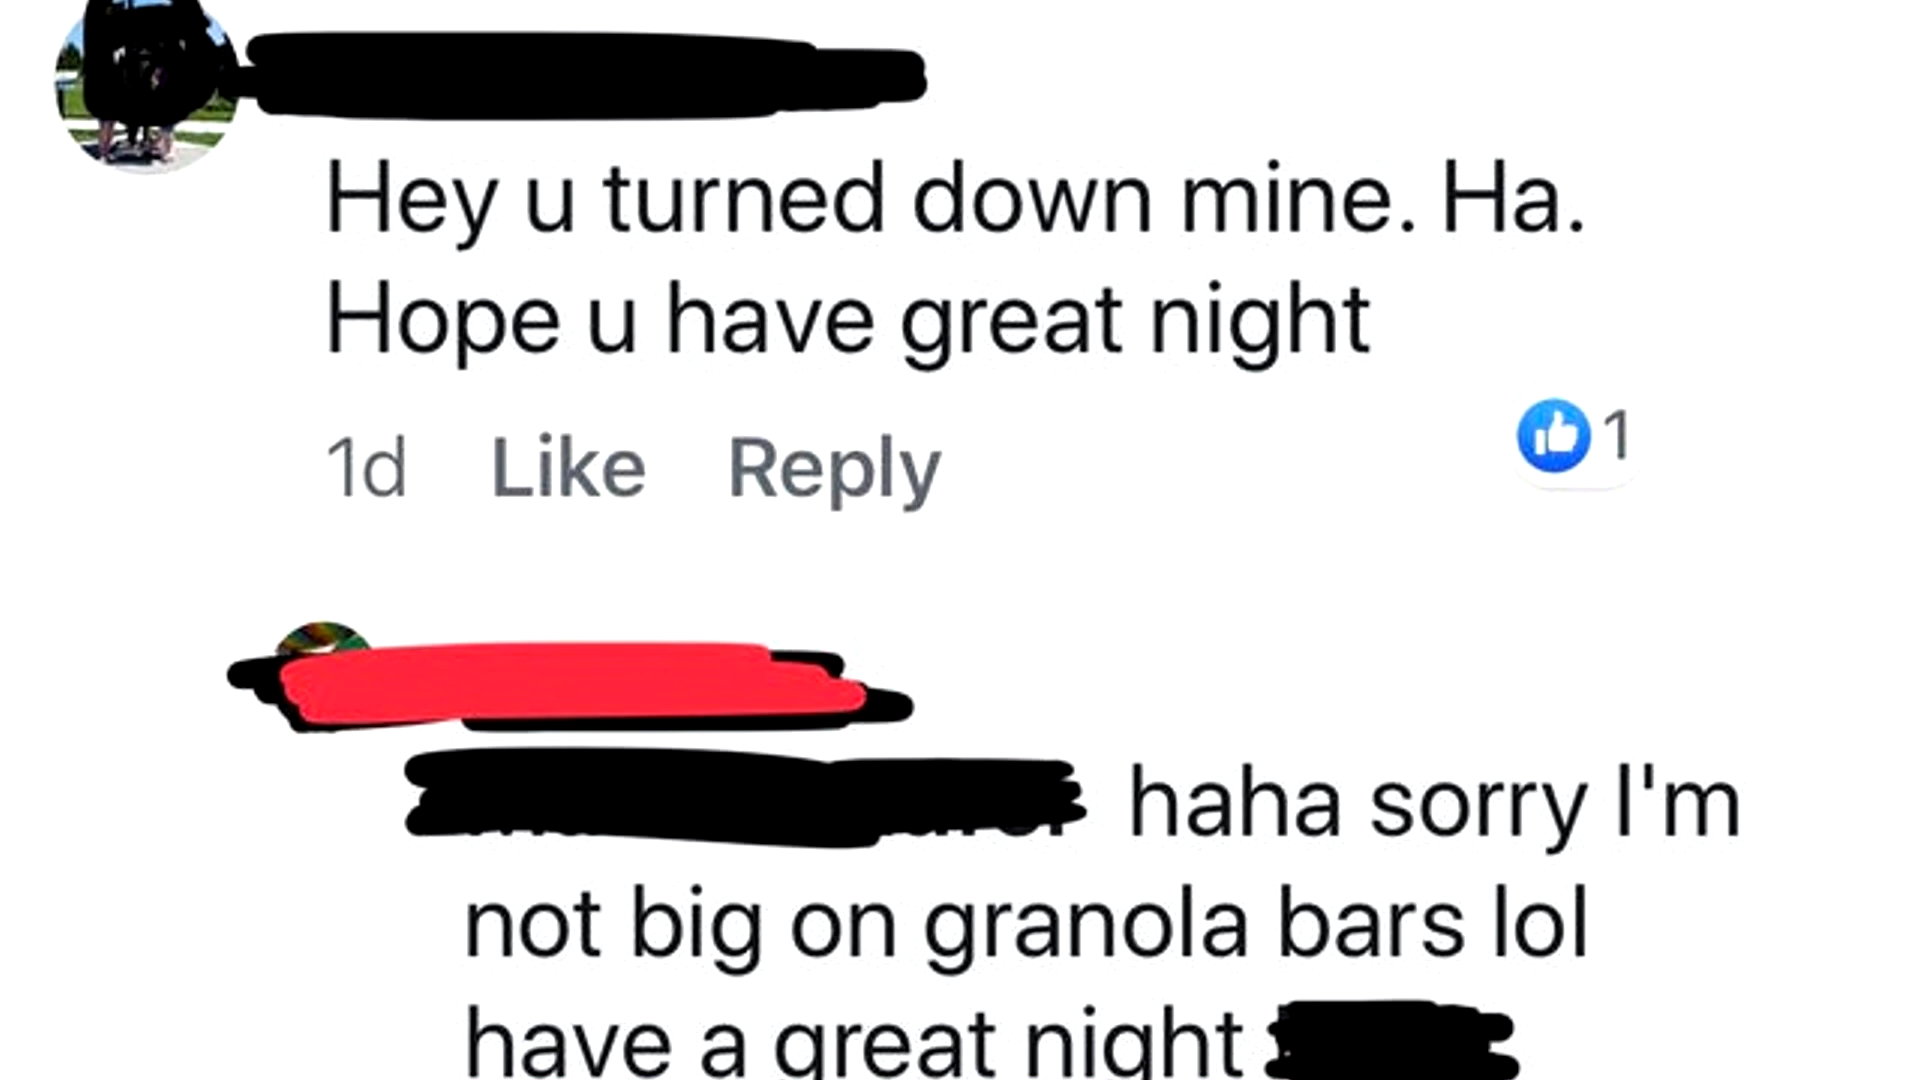 Hey u turned down mine. Ha.
Hope u have great night
1d Like Reply
1
haha sorry I'm
not big on granola bars lol
have a great night